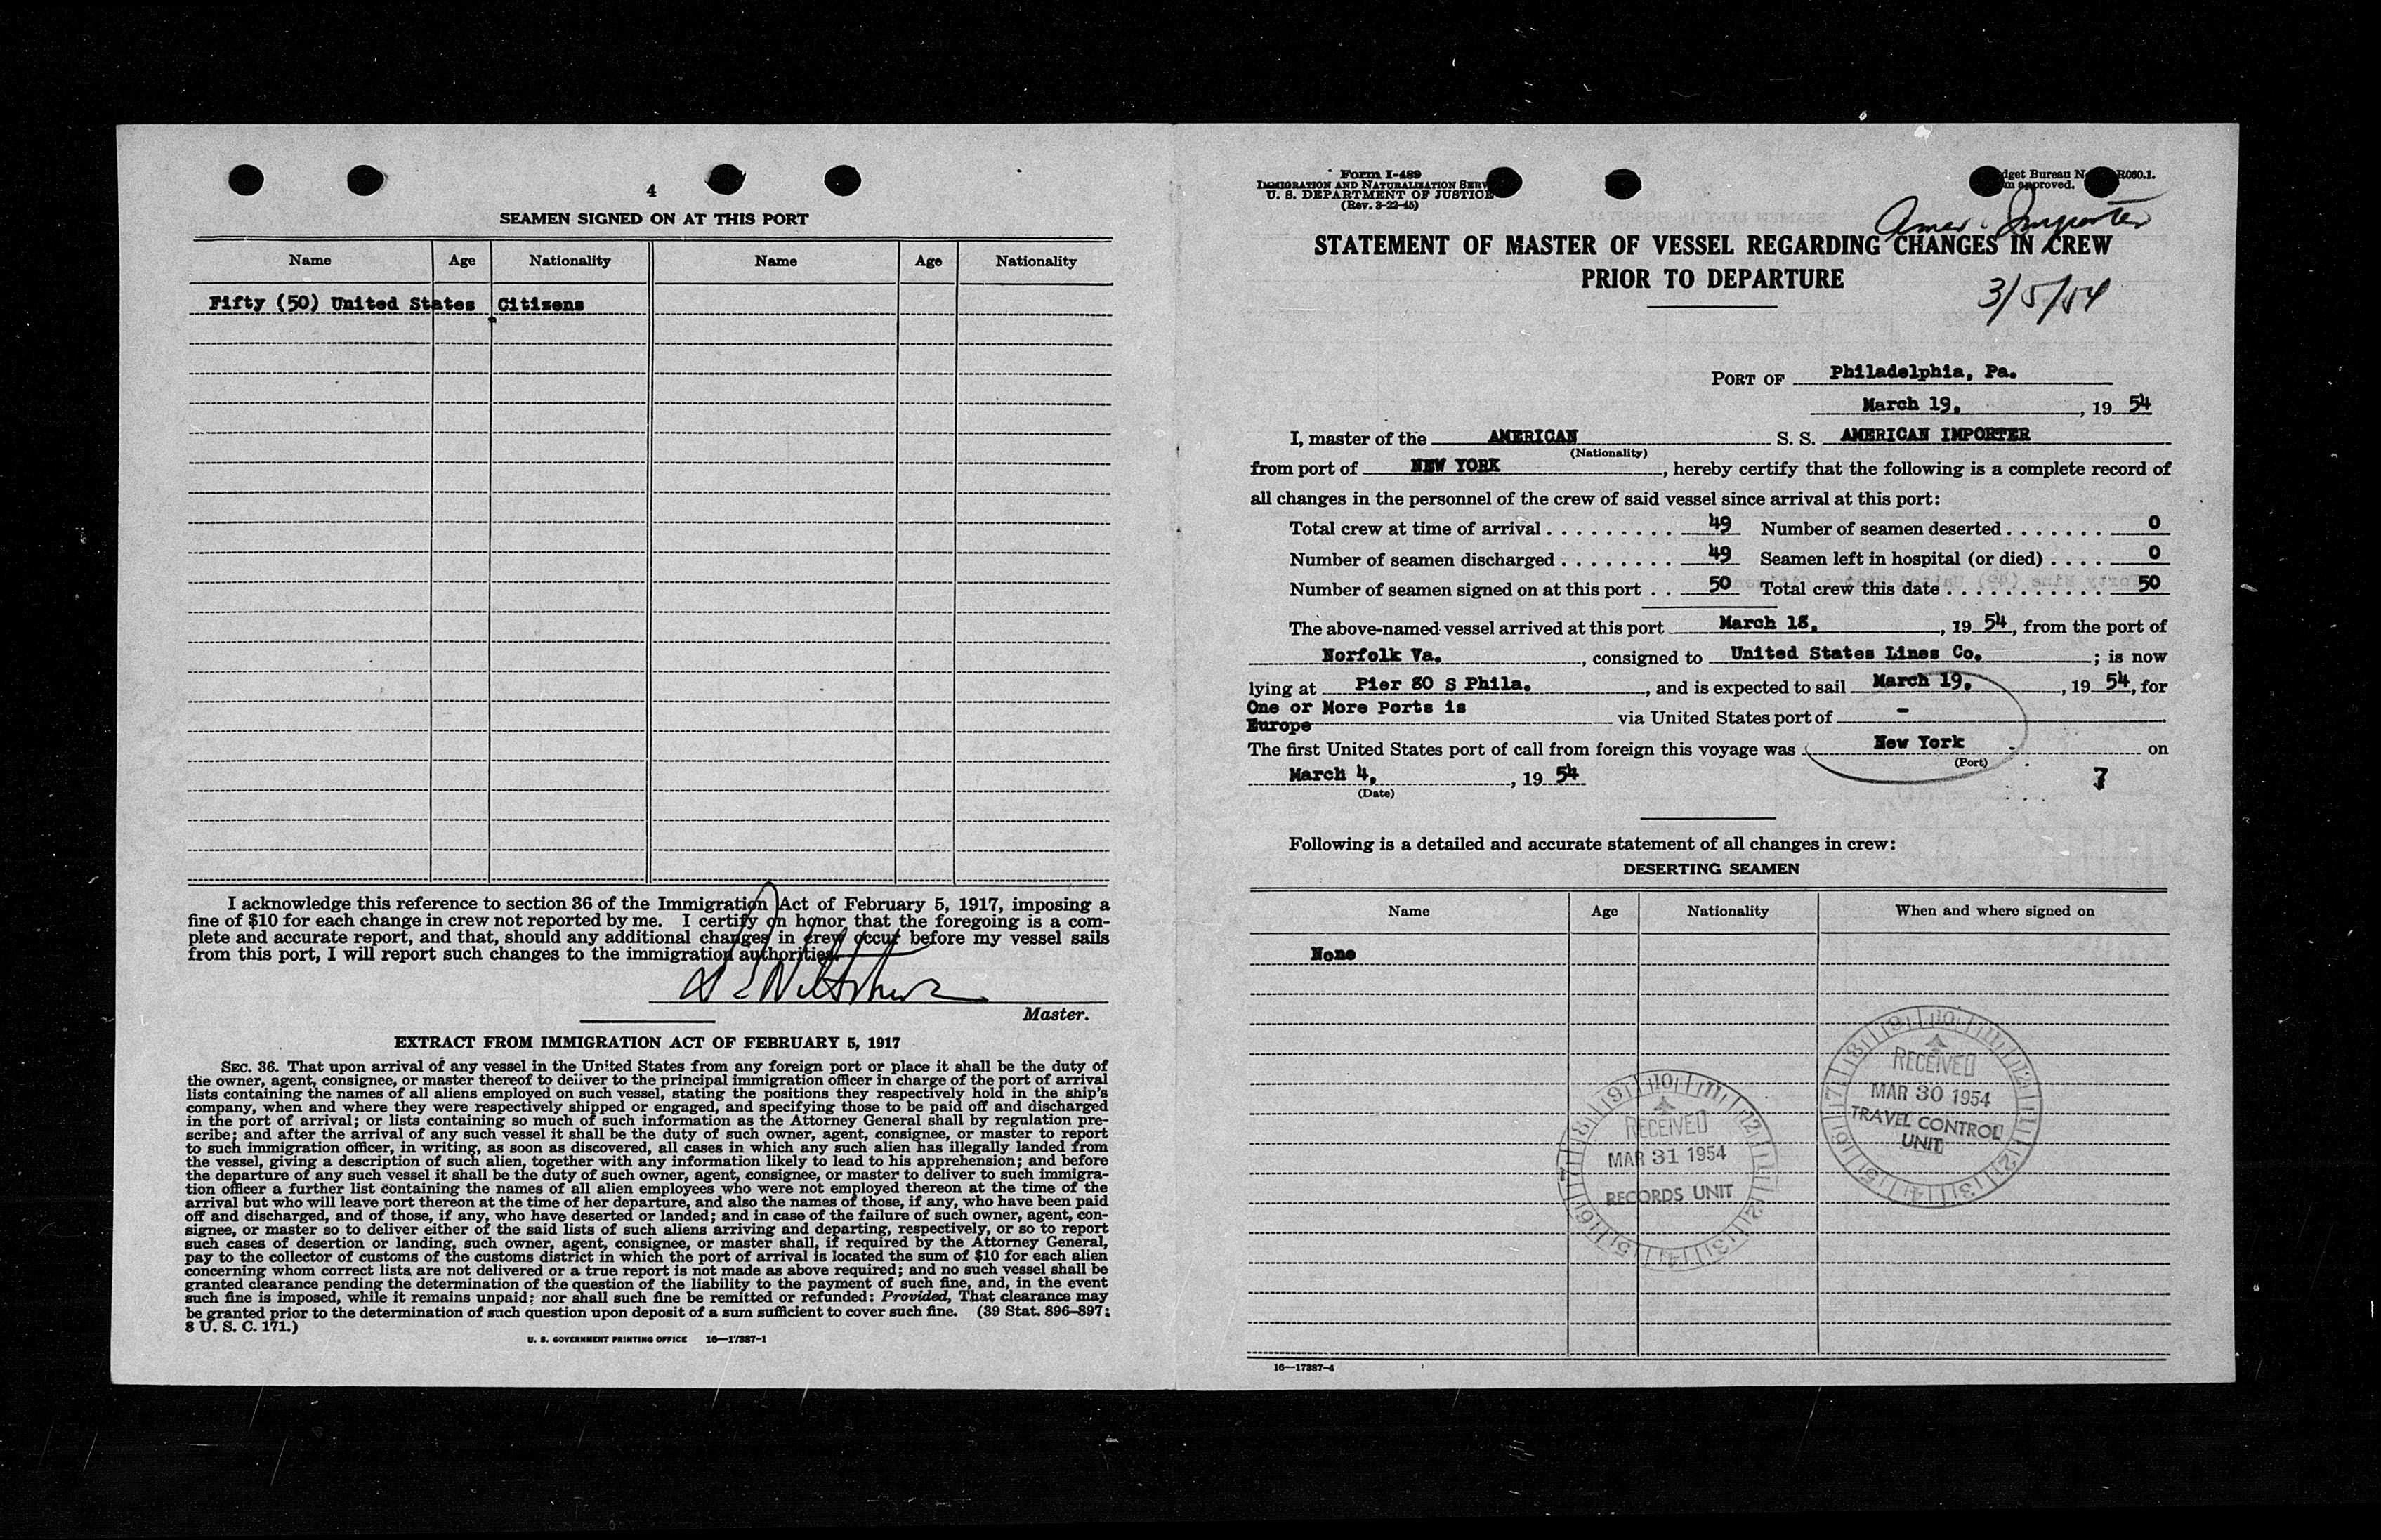 4
SEAMEN SIGNED ON AT THIS PORT
Name Age Nationality Name Age Nationality
Fifty (50) United States Citizens
I acknowledge this reference to section 36 of the Immigration Act of February 5, 1917, imposing a
fine of $10 for each change in crew not reported by me. I certify on honor that the foregoing is a com-
plete and accurate report, and that, should any additional changes in crew occur before my vessel sails
from this port, I will report such changes to the immigration authorities.
Master.
EXTRACT FROM IMMIGRATION ACT OF FEBRUARY 5, 1917
SEC. 36. That upon arrival of any vessel in the United States from any foreign port or place it shall be the duty of
the owner, agent, consignee, or master thereof to deliver to the principal immigration officer in charge of the port of arrival
lists containing the names of all aliens employed on such vessel, stating the positions they respectively hold in the ship's
company, when and where they were respectively shipped or engaged, and specifying those to be paid off and discharged
in the port of arrival; or lists containing so much of such information as the Attorney General shall by regulation pre-
scribe; and after the arrival of any such vessel it shall be the duty of such owner, agent, consignee, or master to report
to such immigration officer, in writing, as soon as discovered, all cases in which any such alien has illegally landed from
the vessel, giving a description of such alien, together with any information likely to lead to his apprehension; and before
the departure of any such vessel it shall be the duty of such owner, agent, consignee, or master to deliver to such immigra-
tion officer a further list containing the names of all alien employees who were not employed thereon at the time of the
arrival but who will leave port thereon at the time of her departure, and also the names of those, if any, who have been paid
off and discharged, and of those, if any, who have deserted or landed; and in case of the failure of such owner, agent, con-
signee, or master so to deliver either of the said lists of such aliens arriving and departing, respectively, or so to report
such cases of desertion or landing, such owner, agent, consignee, or master shall, if required by the Attorney General,
pay to the collector of customs of the customs district in which the port of arrival is located the sum of $10 for each alien
concerning whom correct lists are not delivered or a true report is not made as above required; and no such vessel shall be
granted clearance pending the determination of the question of the liability to the payment of such fine, and, in the event
such fine is imposed, while it remains unpaid; nor shall such fine be remitted or refunded: Provided, That clearance may
be granted prior to the determination of such question upon deposit of a sum sufficient to cover such fine. (39 Stat. 896–897;
8 U. S. C. 171.)
U. S. GOVERNMENT PRINTING OFFICE 16—17387-1
Form I-489
IMMIGRATION AND NATURALIZATION SERV
U. S. DEPARTMENT OF JUSTICE
(Rev. 3-22-45)
dget Bureau N R060.1.
m approved.
Amer. Importer
STATEMENT OF MASTER OF VESSEL REGARDING CHANGES IN CREW
PRIOR TO DEPARTURE
3/5/54
PORT OF Philadelphia, Pa.
March 19, , 19 54
I, master of the AMERICAN S. S. AMERICAN IMPORTER
(Nationality)
from port of NEW YORK , hereby certify that the following is a complete record of
all changes in the personnel of the crew of said vessel since arrival at this port:
Total crew at time of arrival . . . . . . . . . . 49 Number of seamen deserted . . . . . . . 0
Number of seamen discharged . . . . . . . . 49 Seamen left in hospital (or died) . . . . 0
Number of seamen signed on at this port . . 50 Total crew this date . . . . . . . . . . . 50
The above-named vessel arrived at this port March 18, , 19 54, from the port of
Norfolk Va. , consigned to United States Lines Co. ; is now
lying at Pier 80 S Phila. , and is expected to sail March 19, , 19 54, for
One or More Ports is
Europe via United States port of -
The first United States port of call from foreign this voyage was New York on
(Port)
March 4, , 19 54
(Date)
7
Following is a detailed and accurate statement of all changes in crew:
DESERTING SEAMEN
Name Age Nationality When and where signed on
None
RECEIVED
MAR 30 1954
TRAVEL CONTROL
UNIT
RECEIVED
MAR 31 1954
RECORDS UNIT
16—17387-4